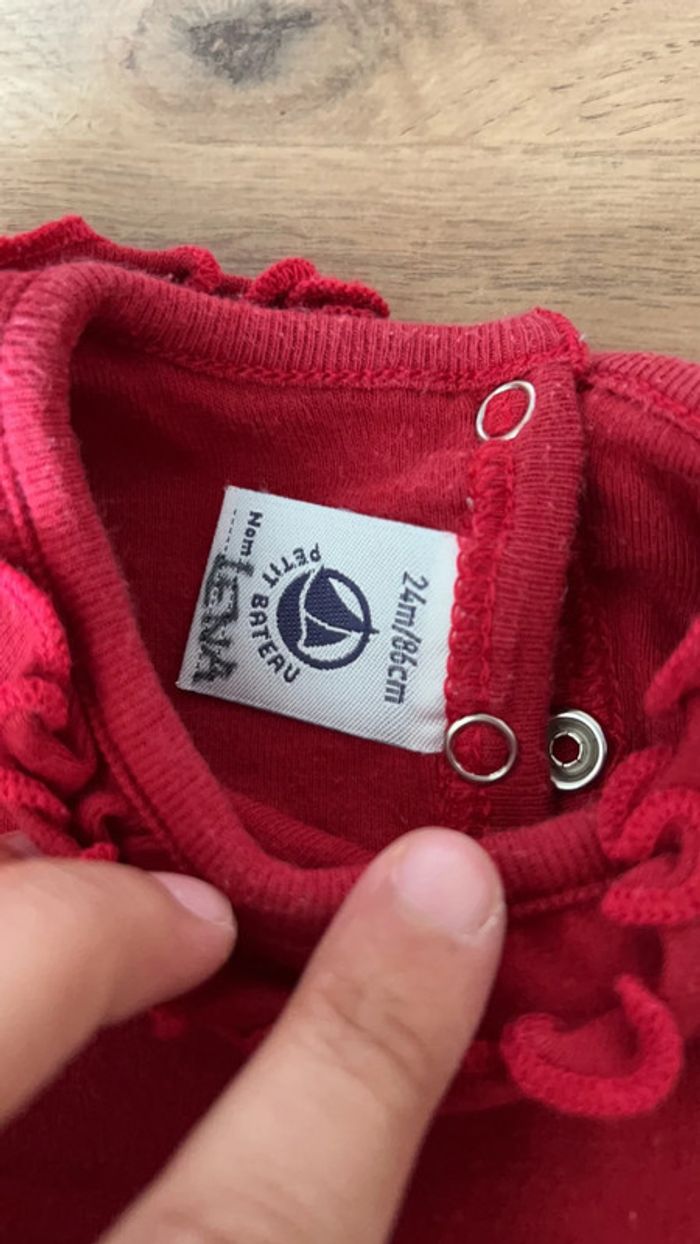 24m/86cm
PETIT BATEAU
Nom LENA